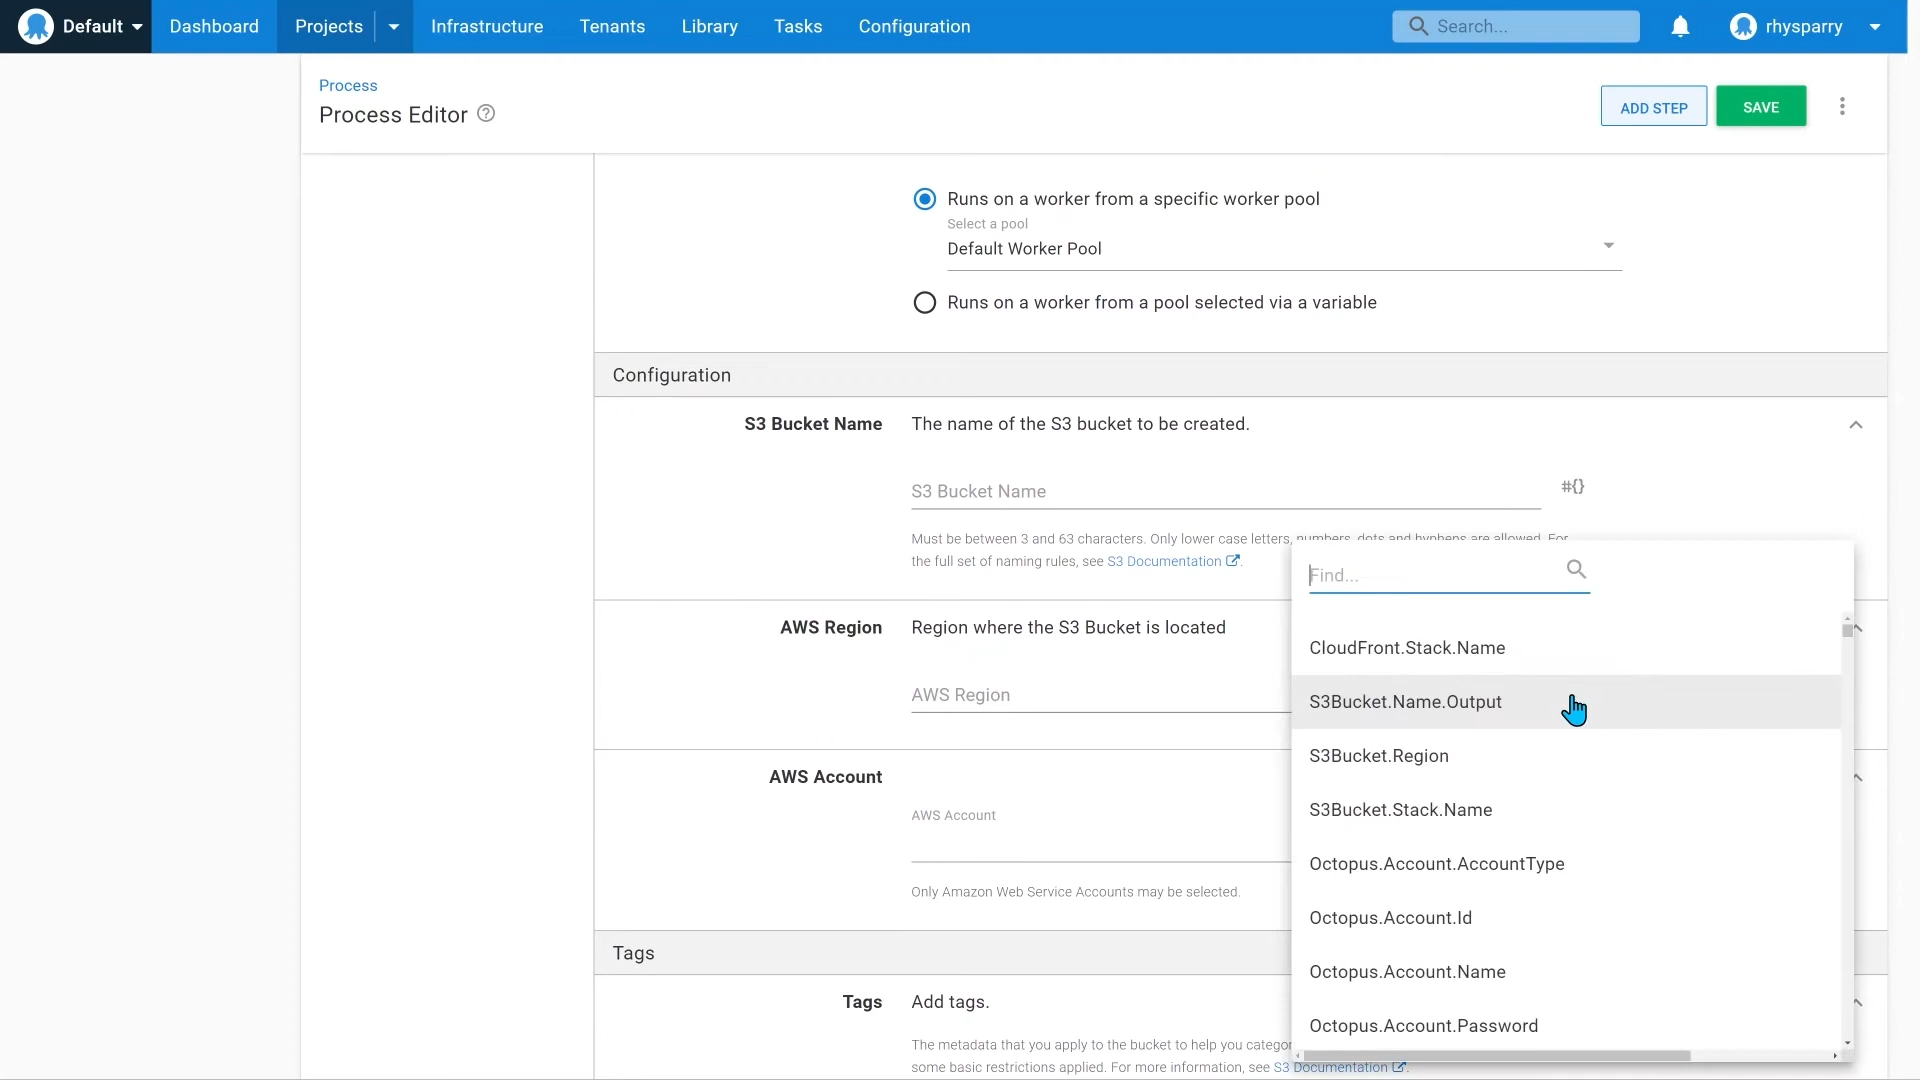 Default
Dashboard
Projects
Infrastructure
Tenants
Library
Tasks
Configuration
Search...
rhysparry
Process
Process Editor
ADD STEP
SAVE
Runs on a worker from a specific worker pool
Select a pool
Default Worker Pool
Runs on a worker from a pool selected via a variable
Configuration
S3 Bucket Name
The name of the S3 bucket to be created.
S3 Bucket Name
#{}
Must be between 3 and 63 characters. Only lower case letters, numbers, dots and hyphens are allowed. For
the full set of naming rules, see S3 Documentation.
AWS Region
Region where the S3 Bucket is located
AWS Region
AWS Account
AWS Account
Only Amazon Web Service Accounts may be selected.
Tags
Tags
Add tags.
The metadata that you apply to the bucket to help you categor
some basic restrictions applied. For more information, see S3 Documentation.
Find...
CloudFront.Stack.Name
S3Bucket.Name.Output
S3Bucket.Region
S3Bucket.Stack.Name
Octopus.Account.AccountType
Octopus.Account.Id
Octopus.Account.Name
Octopus.Account.Password